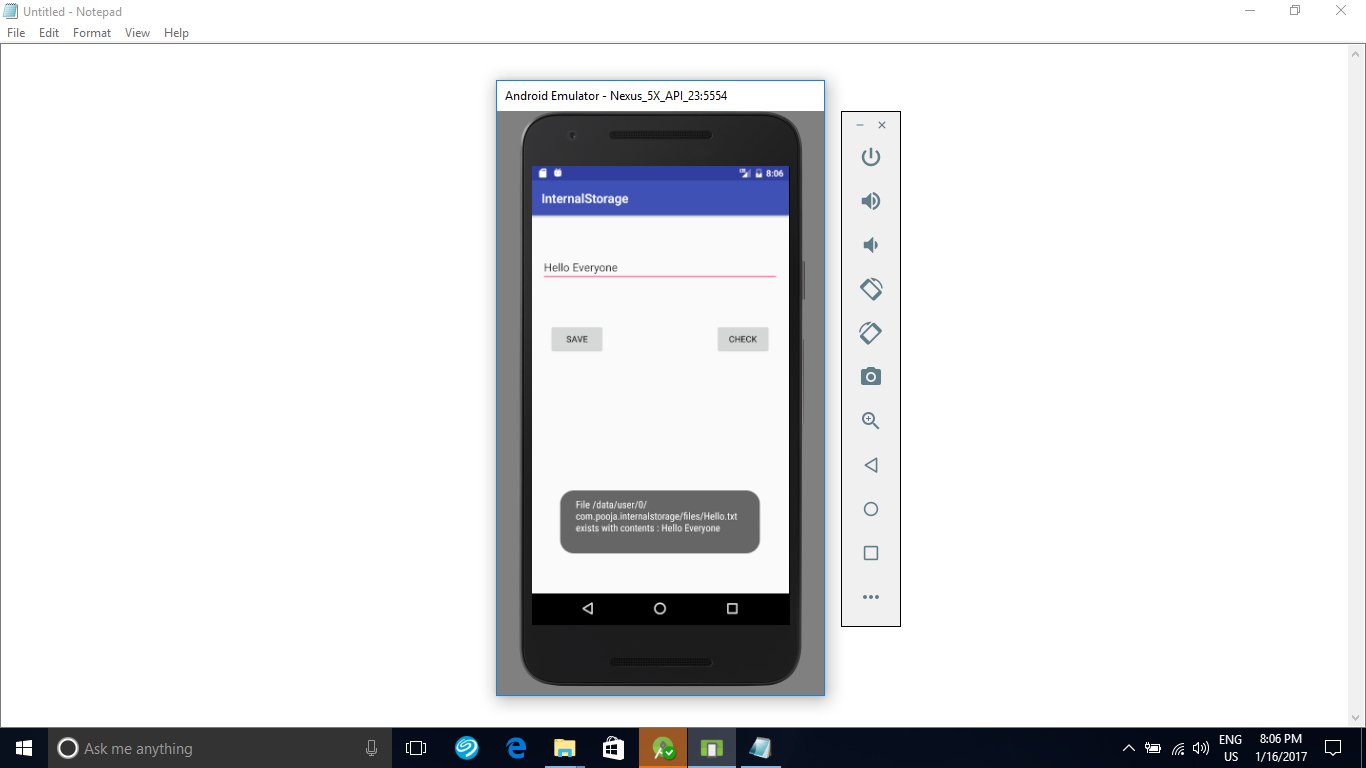 Untitled - Notepad
File Edit Format View Help
Android Emulator - Nexus_5X_API_23:5554
8:06
InternalStorage
Hello Everyone
SAVE CHECK
File /data/user/0/
com.pooja.internalstorage/files/Hello.txt
exists with contents : Hello Everyone
Ask me anything
ENG
US
8:06 PM
1/16/2017